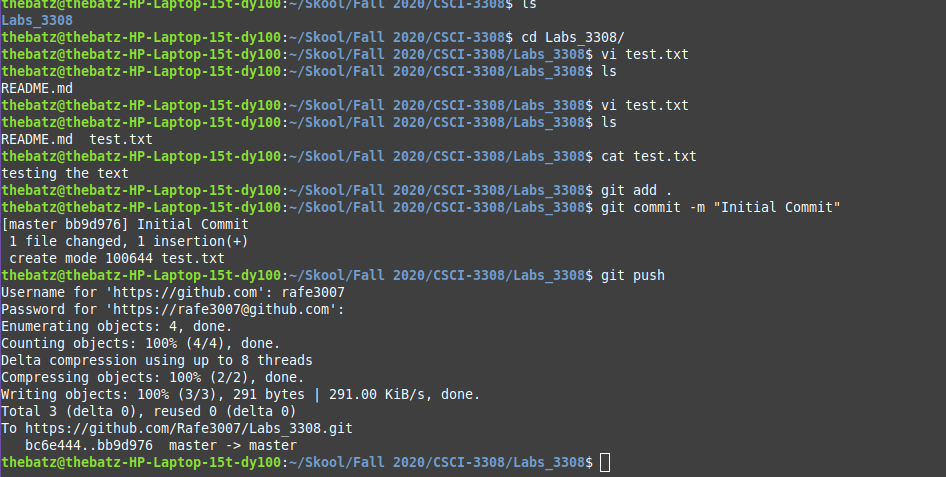 thebatz@thebatz-HP-Laptop-15t-dy100:~/Skool/Fall 2020/CSCI-3308$ ls
Labs_3308
thebatz@thebatz-HP-Laptop-15t-dy100:~/Skool/Fall 2020/CSCI-3308$ cd Labs_3308/
thebatz@thebatz-HP-Laptop-15t-dy100:~/Skool/Fall 2020/CSCI-3308/Labs_3308$ vi test.txt
thebatz@thebatz-HP-Laptop-15t-dy100:~/Skool/Fall 2020/CSCI-3308/Labs_3308$ ls
README.md
thebatz@thebatz-HP-Laptop-15t-dy100:~/Skool/Fall 2020/CSCI-3308/Labs_3308$ vi test.txt
thebatz@thebatz-HP-Laptop-15t-dy100:~/Skool/Fall 2020/CSCI-3308/Labs_3308$ ls
README.md  test.txt
thebatz@thebatz-HP-Laptop-15t-dy100:~/Skool/Fall 2020/CSCI-3308/Labs_3308$ cat test.txt
testing the text
thebatz@thebatz-HP-Laptop-15t-dy100:~/Skool/Fall 2020/CSCI-3308/Labs_3308$ git add .
thebatz@thebatz-HP-Laptop-15t-dy100:~/Skool/Fall 2020/CSCI-3308/Labs_3308$ git commit -m "Initial Commit"
[master bb9d976] Initial Commit
 1 file changed, 1 insertion(+)
 create mode 100644 test.txt
thebatz@thebatz-HP-Laptop-15t-dy100:~/Skool/Fall 2020/CSCI-3308/Labs_3308$ git push
Username for 'https://github.com': rafe3007
Password for 'https://rafe3007@github.com':
Enumerating objects: 4, done.
Counting objects: 100% (4/4), done.
Delta compression using up to 8 threads
Compressing objects: 100% (2/2), done.
Writing objects: 100% (3/3), 291 bytes | 291.00 KiB/s, done.
Total 3 (delta 0), reused 0 (delta 0)
To https://github.com/Rafe3007/Labs_3308.git
   bc6e444..bb9d976  master -> master
thebatz@thebatz-HP-Laptop-15t-dy100:~/Skool/Fall 2020/CSCI-3308/Labs_3308$